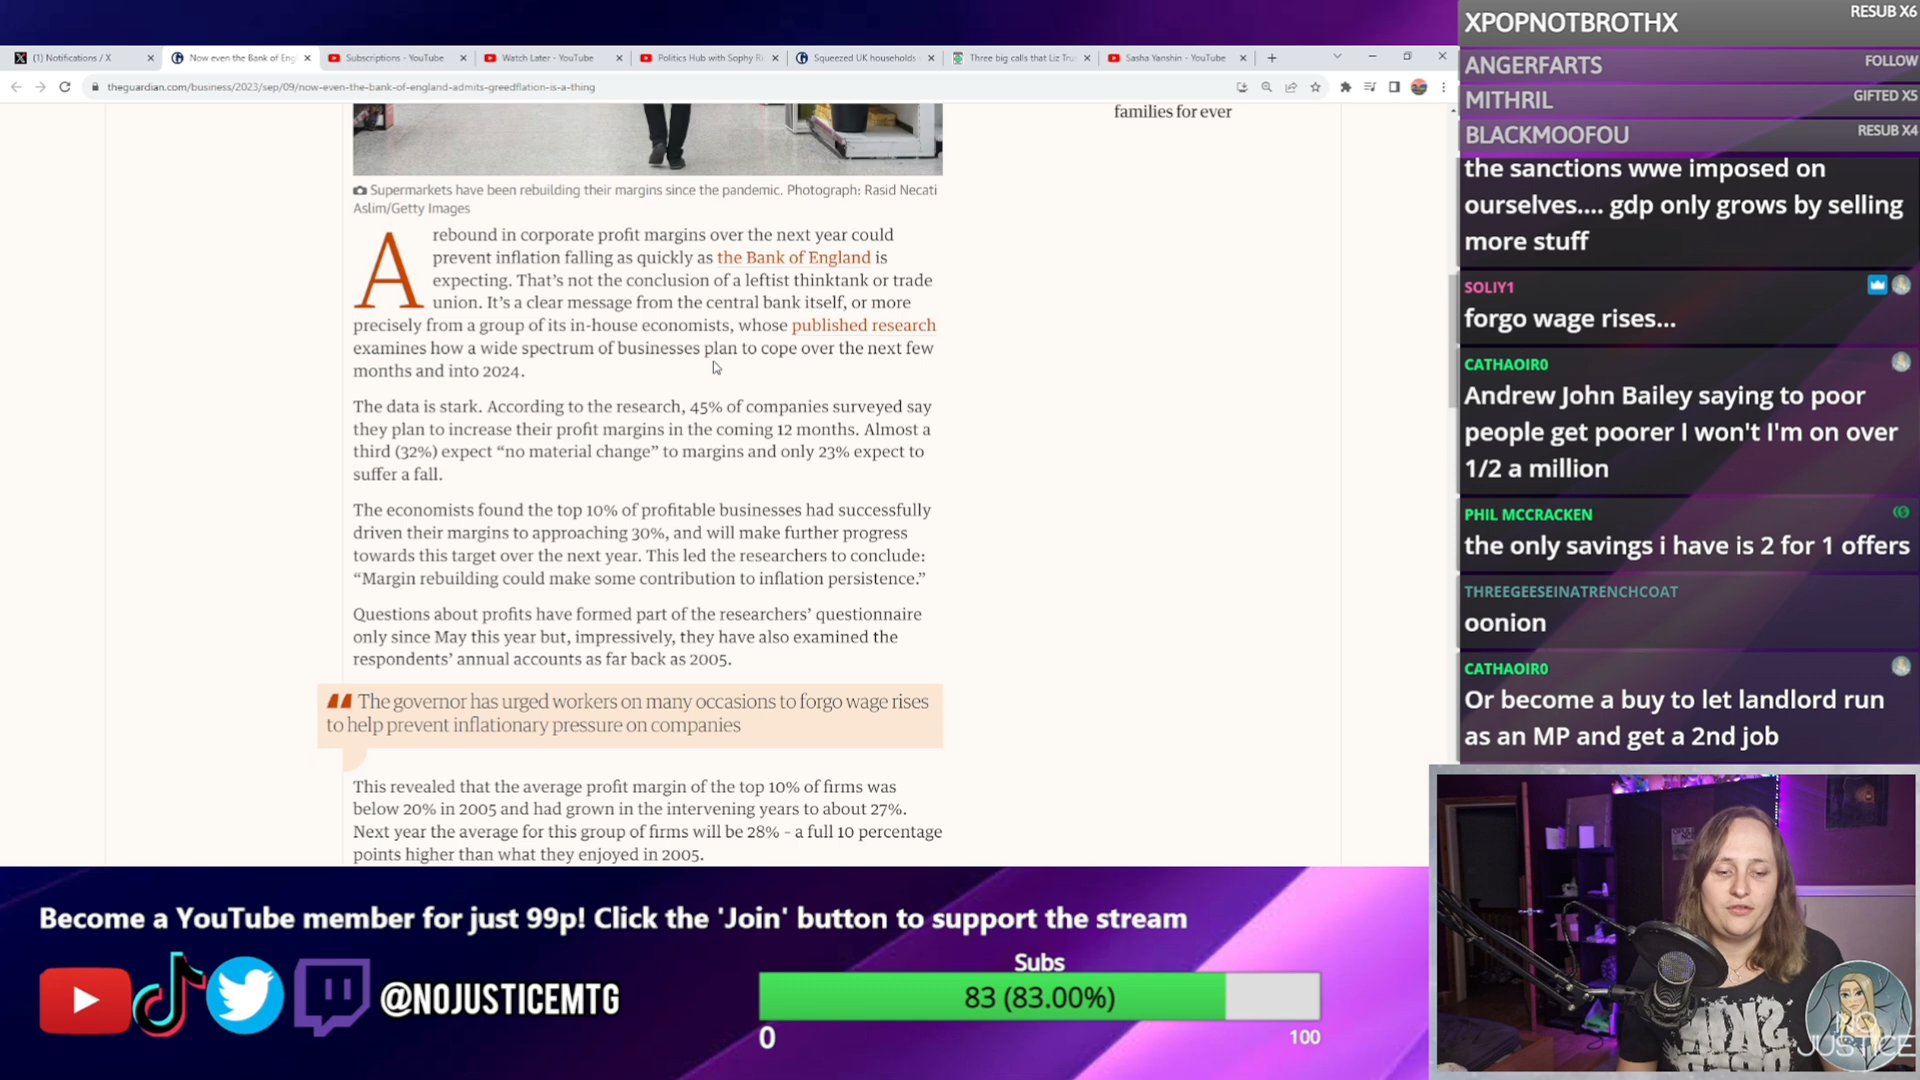 (1) Notifications / X
Now even the Bank of Eng
Subscriptions - YouTube
Watch Later - YouTube
Politics Hub with Sophy Ri
Squeezed UK households
Three big calls that Liz Tru
Sasha Yanshin - YouTube
theguardian.com/business/2023/sep/09/now-even-the-bank-of-england-admits-greedflation-is-a-thing
families for ever
Supermarkets have been rebuilding their margins since the pandemic. Photograph: Rasid Necati
Aslim/Getty Images
A rebound in corporate profit margins over the next year could
prevent inflation falling as quickly as the Bank of England is
expecting. That's not the conclusion of a leftist thinktank or trade
union. It's a clear message from the central bank itself, or more
precisely from a group of its in-house economists, whose published research
examines how a wide spectrum of businesses plan to cope over the next few
months and into 2024.
The data is stark. According to the research, 45% of companies surveyed say
they plan to increase their profit margins in the coming 12 months. Almost a
third (32%) expect “no material change” to margins and only 23% expect to
suffer a fall.
The economists found the top 10% of profitable businesses had successfully
driven their margins to approaching 30%, and will make further progress
towards this target over the next year. This led the researchers to conclude:
“Margin rebuilding could make some contribution to inflation persistence.”
Questions about profits have formed part of the researchers’ questionnaire
only since May this year but, impressively, they have also examined the
respondents’ annual accounts as far back as 2005.
“ The governor has urged workers on many occasions to forgo wage rises
to help prevent inflationary pressure on companies
This revealed that the average profit margin of the top 10% of firms was
below 20% in 2005 and had grown in the intervening years to about 27%.
Next year the average for this group of firms will be 28% – a full 10 percentage
points higher than what they enjoyed in 2005.
XPOPNOTBROTHX RESUB X6
ANGERFARTS FOLLOW
MITHRIL GIFTED X5
BLACKMOOFOU RESUB X4
the sanctions wwe imposed on
ourselves.... gdp only grows by selling
more stuff
SOLIY1
forgo wage rises...
CATHAOIR0
Andrew John Bailey saying to poor
people get poorer I won't I'm on over
1/2 a million
PHIL MCCRACKEN
the only savings i have is 2 for 1 offers
THREEGEESEINATRENCHCOAT
oonion
CATHAOIR0
Or become a buy to let landlord run
as an MP and get a 2nd job
Become a YouTube member for just 99p! Click the 'Join' button to support the stream
@NOJUSTICEMTG
Subs
83 (83.00%)
0 100
NO
JUSTICE